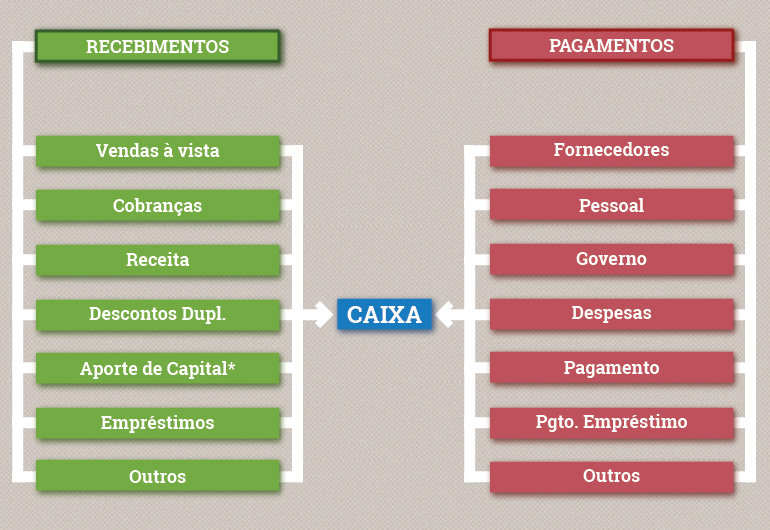 RECEBIMENTOS
Vendas à vista
Cobranças
Receita
Descontos Dupl.
Aporte de Capital*
Empréstimos
Outros
CAIXA
PAGAMENTOS
Fornecedores
Pessoal
Governo
Despesas
Pagamento
Pgto. Empréstimo
Outros